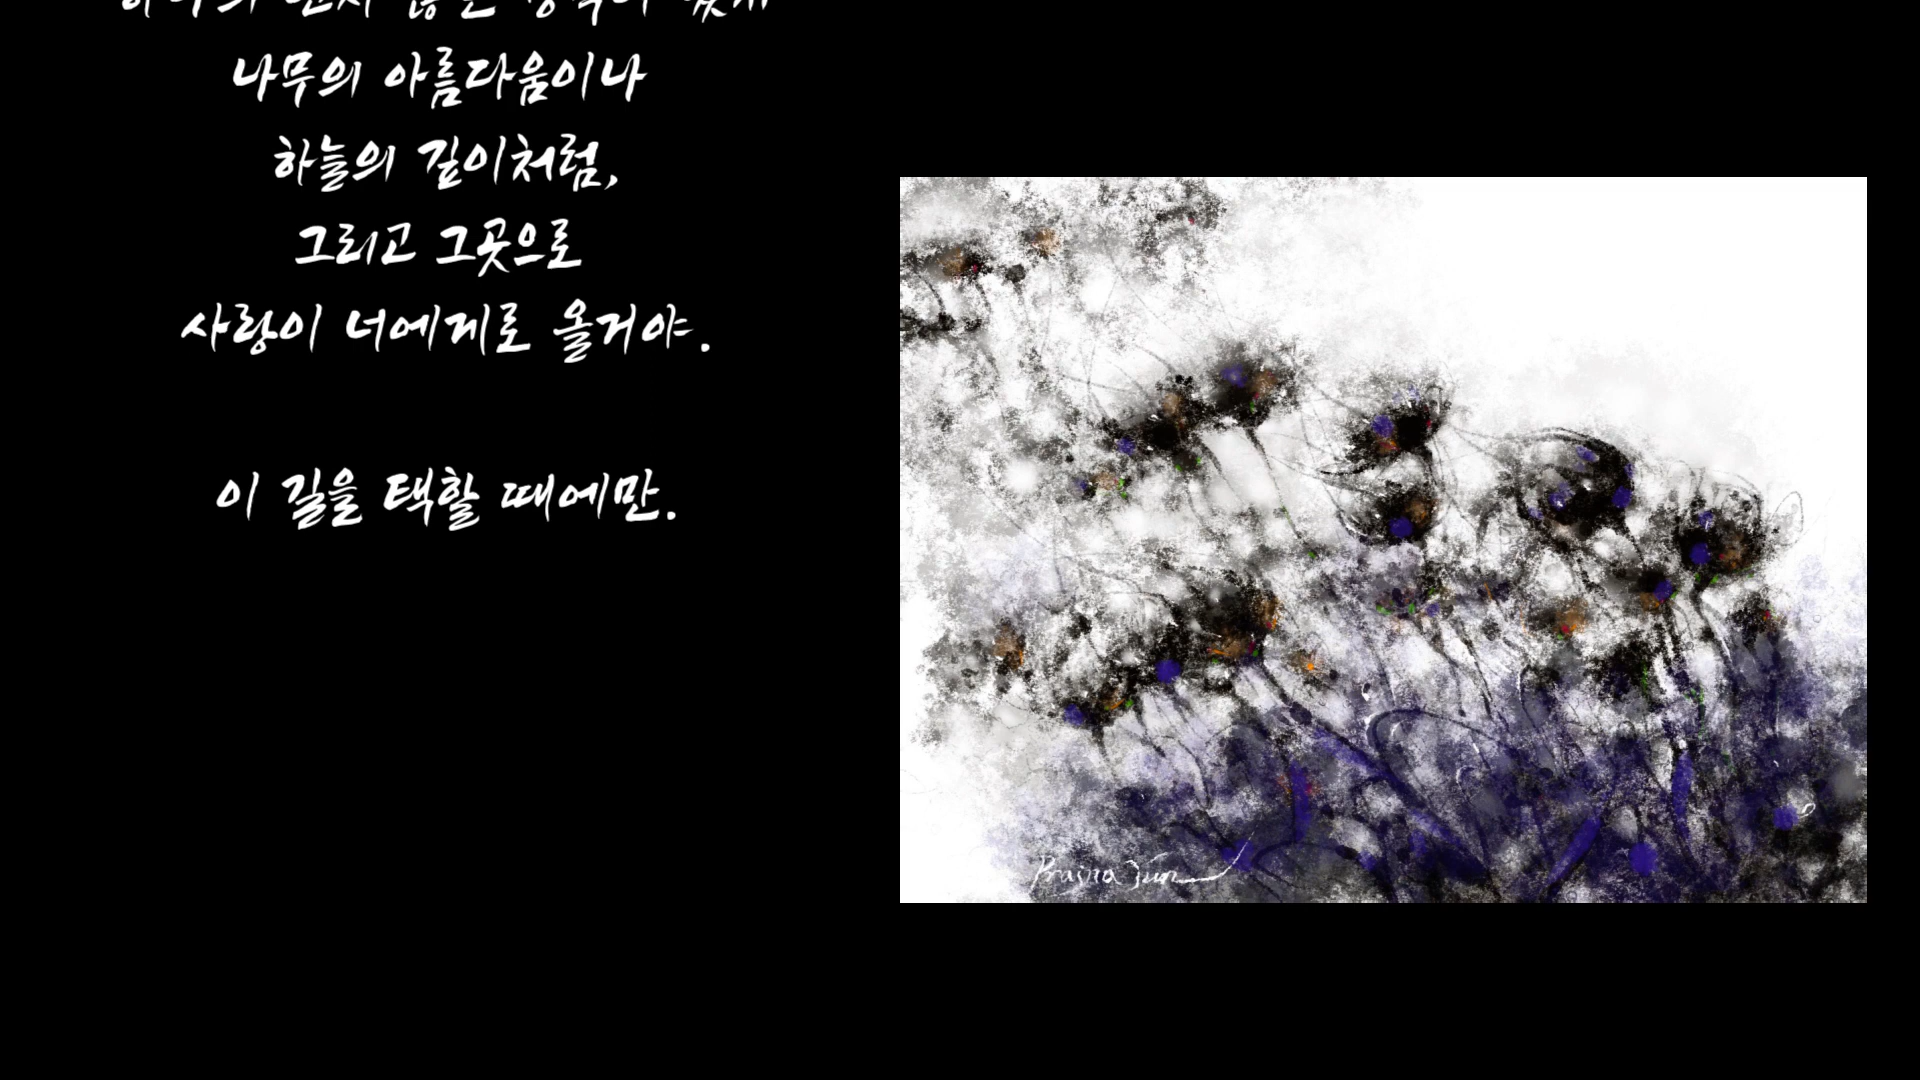 나무의 아름다움이나
하늘의 깊이처럼,
그리고 그곳으로
사랑이 너에게로 올거야.
이 길을 택할 때에만.